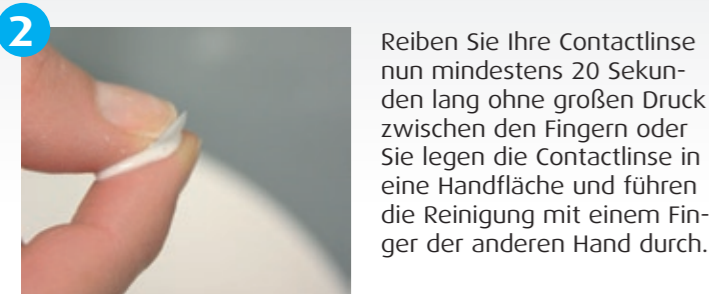 2
Reiben Sie Ihre Contactlinse
nun mindestens 20 Sekun-
den lang ohne großen Druck
zwischen den Fingern oder
Sie legen die Contactlinse in
eine Handfläche und führen
die Reinigung mit einem Fin-
ger der anderen Hand durch.